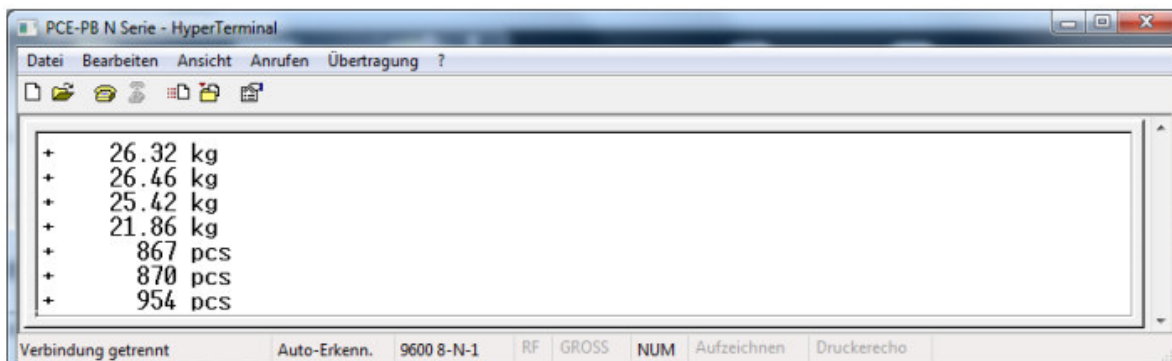 PCE-PB N Serie - HyperTerminal
Datei Bearbeiten Ansicht Anrufen Übertragung ?
+ 26.32 kg
+ 26.46 kg
+ 25.42 kg
+ 21.86 kg
+ 867 pcs
+ 870 pcs
+ 954 pcs
Verbindung getrennt Auto-Erkenn. 9600 8-N-1 RF GROSS NUM Aufzeichnen Druckerecho